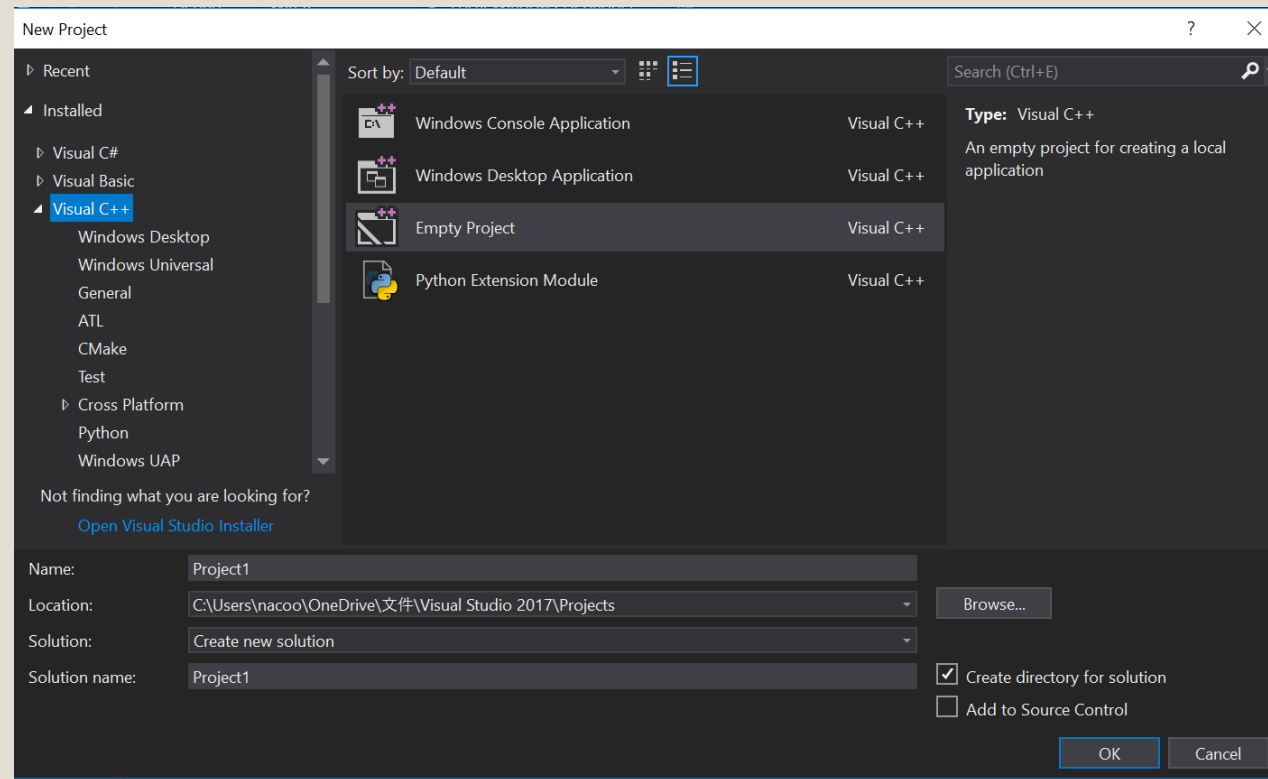 New Project
?
Recent
Installed
Visual C#
Visual Basic
Visual C++
Windows Desktop
Windows Universal
General
ATL
CMake
Test
Cross Platform
Python
Windows UAP
Not finding what you are looking for?
Open Visual Studio Installer
Sort by: Default
Windows Console Application Visual C++
Windows Desktop Application Visual C++
Empty Project Visual C++
Python Extension Module Visual C++
Search (Ctrl+E)
Type: Visual C++
An empty project for creating a local
application
Name: Project1
Location: C:\Users\nacoo\OneDrive\文件\Visual Studio 2017\Projects
Browse...
Solution: Create new solution
Solution name: Project1
Create directory for solution
Add to Source Control
OK Cancel